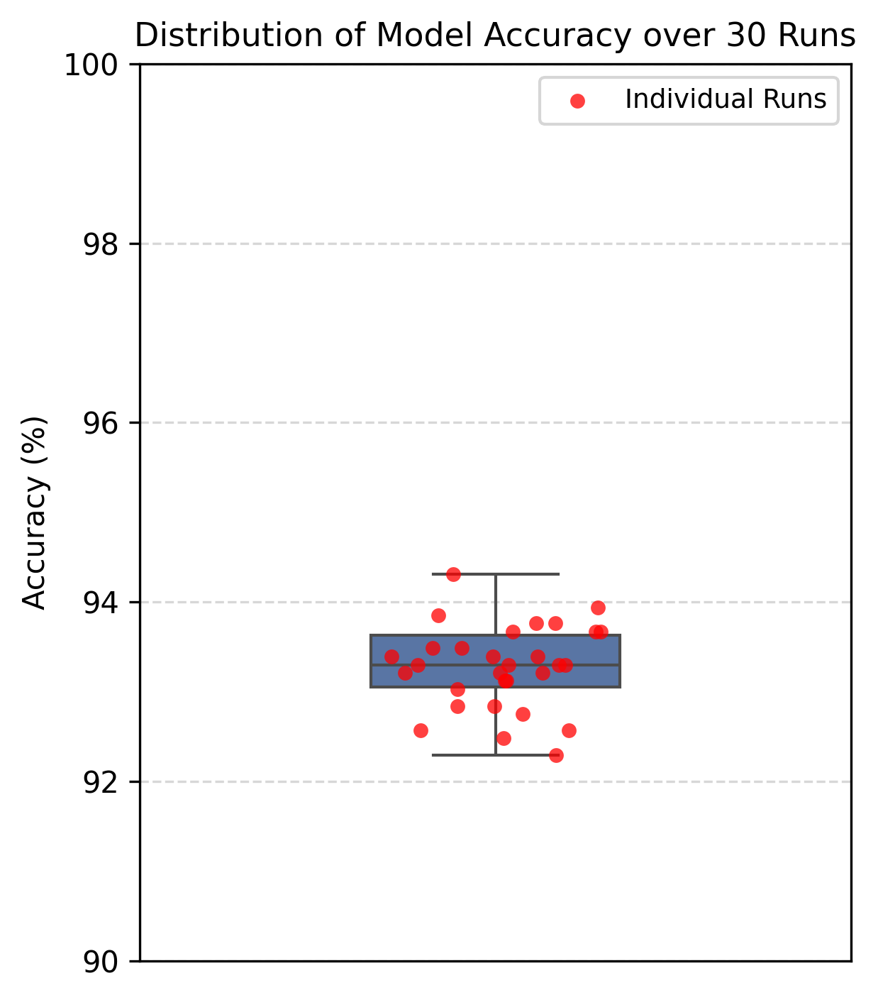 Distribution of Model Accuracy over 30 Runs
Individual Runs
100
98
96
94
92
90
Accuracy (%)